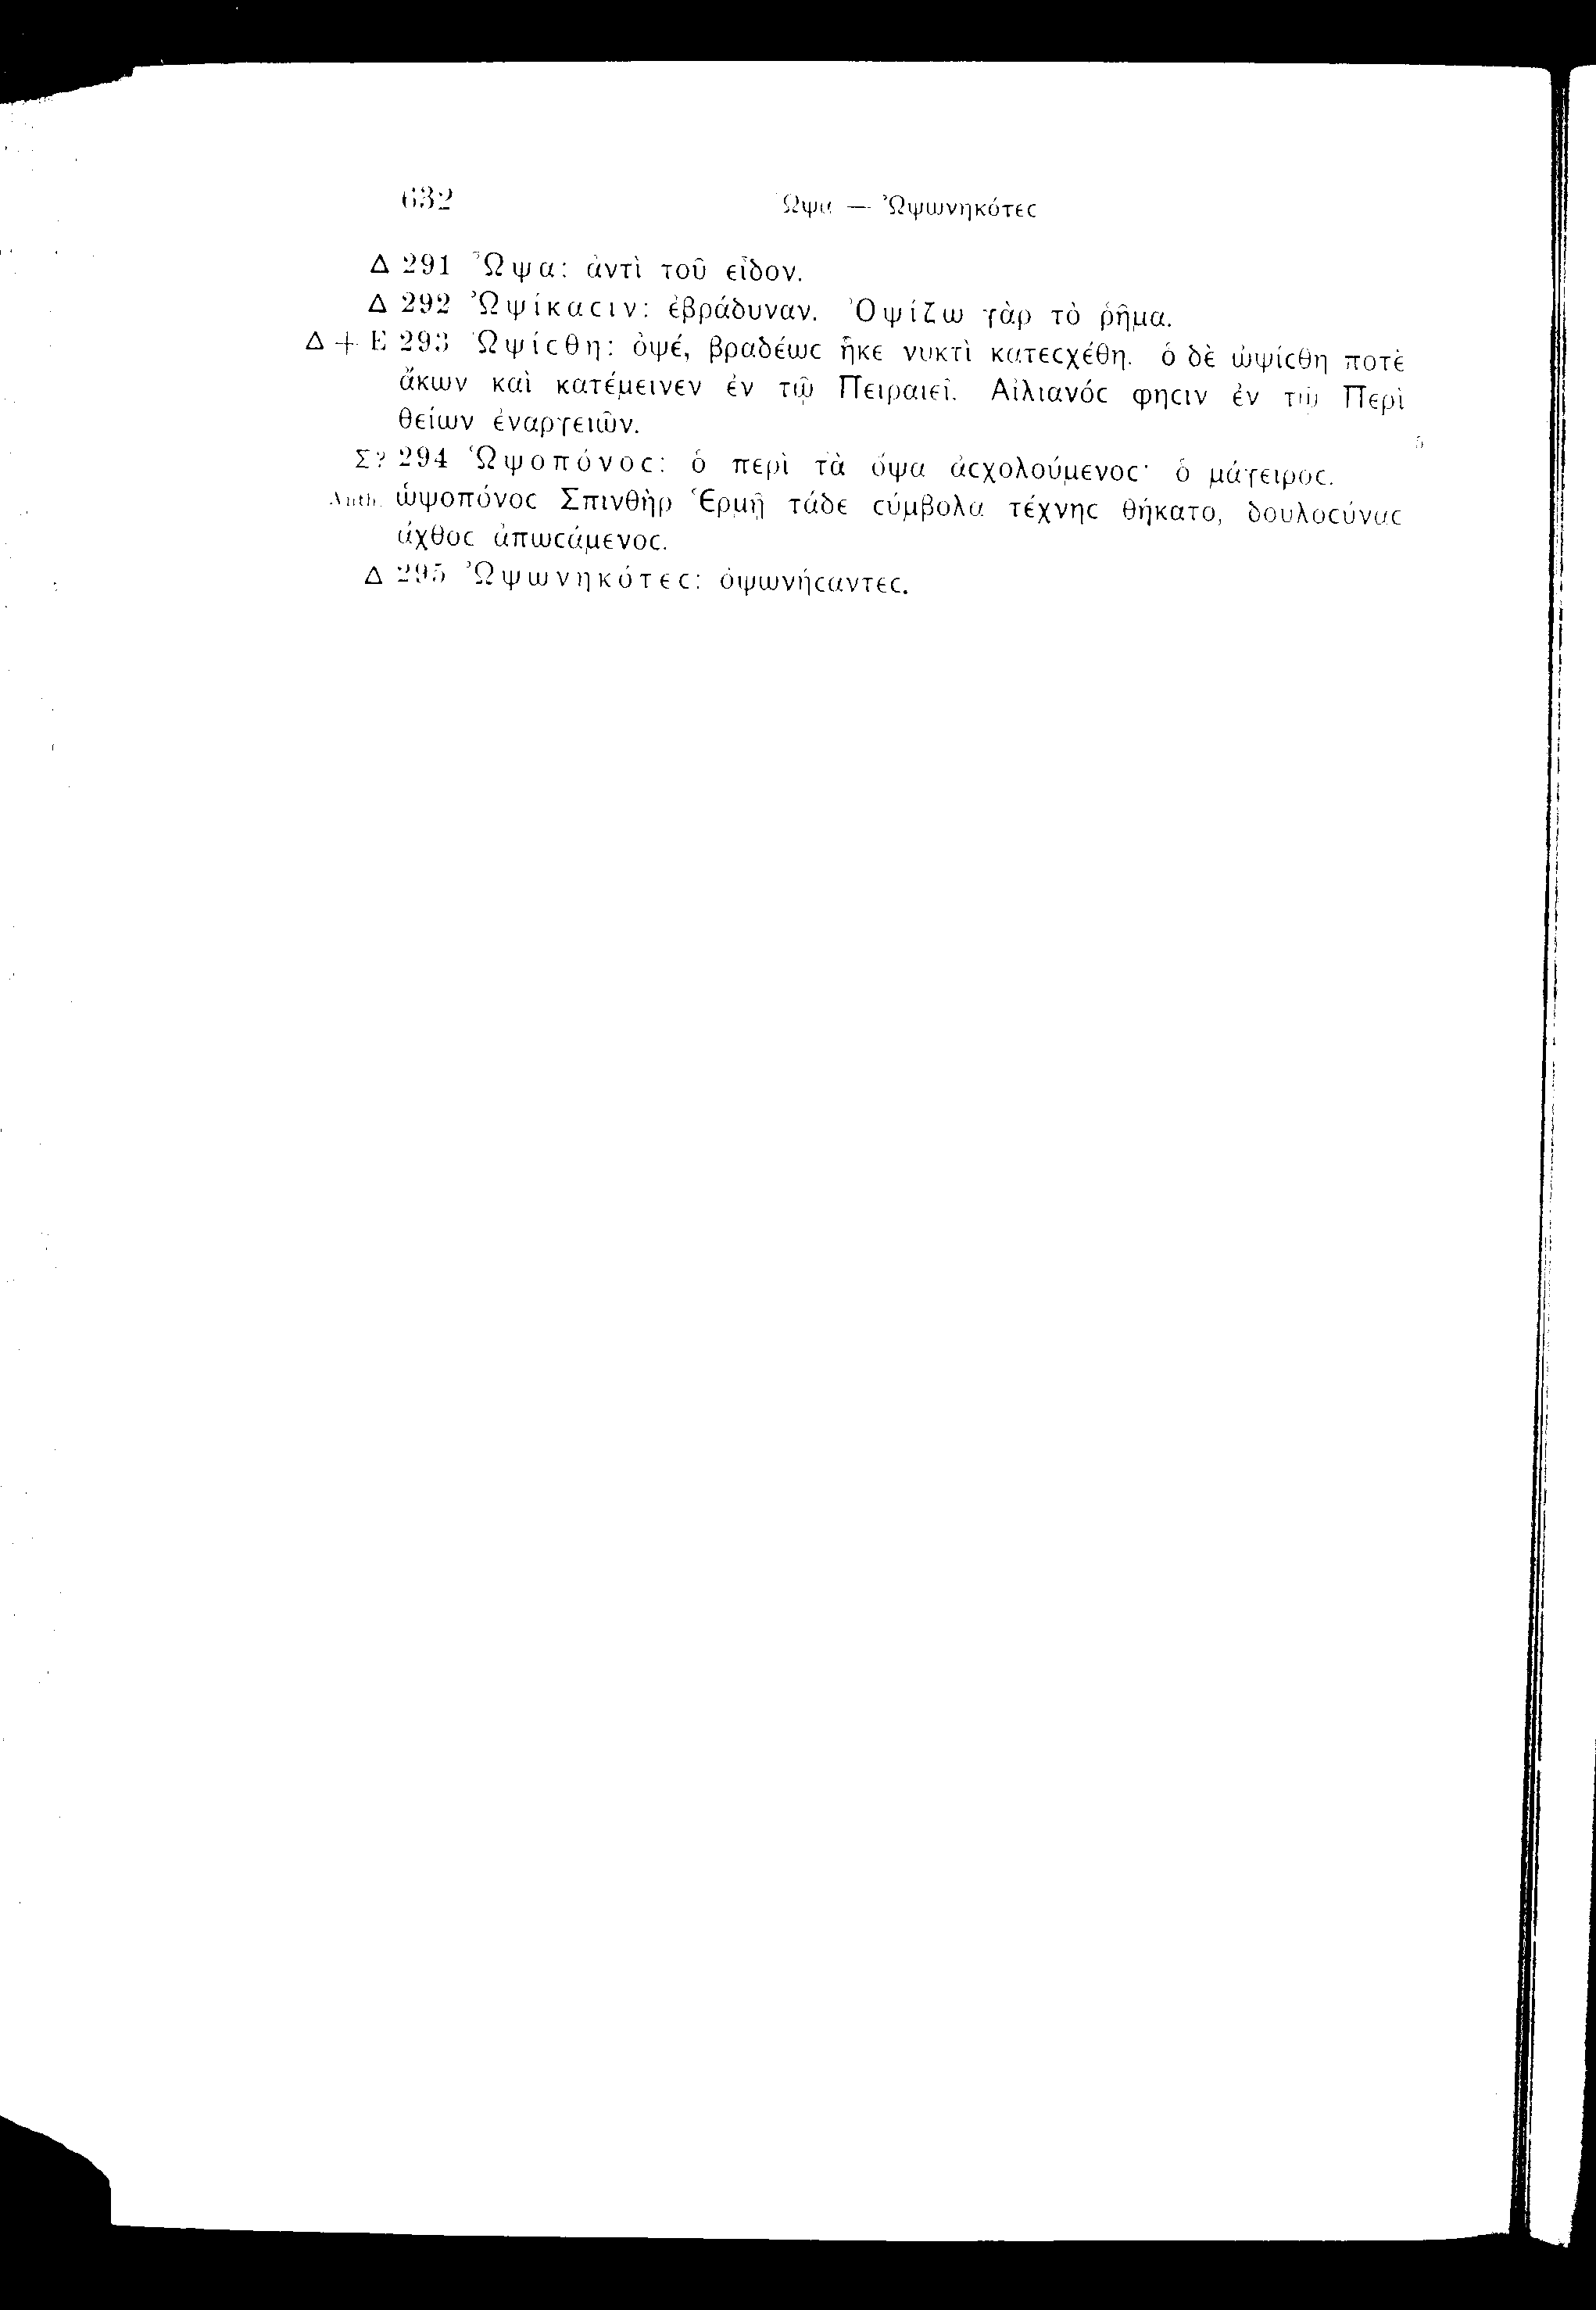 632 Ὦψα — Ὠψωνηκότεϲ
Δ 291 Ὦψα: ἀντὶ τοῦ εἶδον.
Δ 292 Ὠψίκαϲιν: ἐβράδυναν. Ὀψίζω γὰρ τὸ ῥῆμα.
Δ + E 293 Ὠψίϲθη: ὀψέ, βραδέωϲ ἧκε νυκτὶ κατεϲχέθη. ὁ δὲ ὠψίϲθη ποτὲ
ἄκων καὶ κατέμεινεν ἐν τῷ Πειραιεῖ. Αἰλιανόϲ φηϲιν ἐν τῷ Περὶ
θείων ἐναργειῶν. 5
Σ? 294 Ὡψοπόνοϲ: ὁ περὶ τὰ ὄψα ἀϲχολούμενοϲ· ὁ μάγειροϲ.
Anth. ὡψοπόνοϲ Σπινθὴρ Ἑρμῇ τάδε ϲύμβολα τέχνηϲ θήκατο, δουλοϲύναϲ
ἄχθοϲ ἀπωϲάμενοϲ.
Δ 295 Ὠψωνηκότεϲ: ὀψωνήϲαντεϲ.